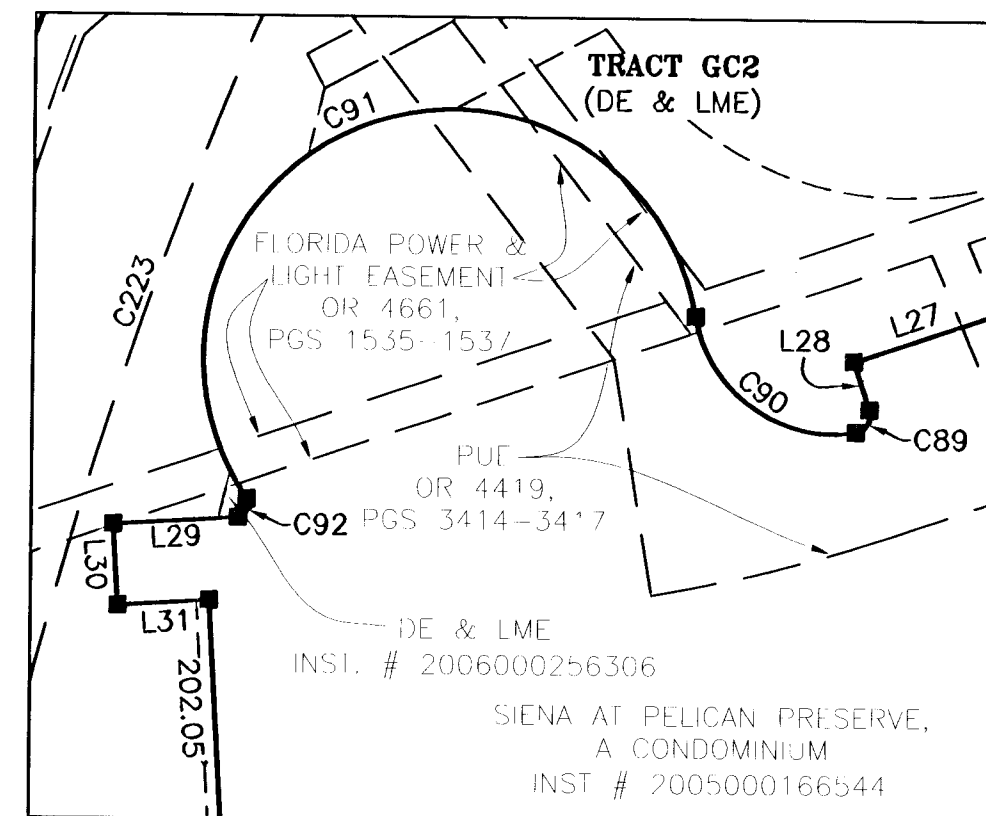 TRACT GC2
(DE & LME)
C91
C223
FLORIDA POWER &
LIGHT EASEMENT
OR 4661,
PGS 1535-1537
L27
L28
C90
C89
PUE
OR 4419,
PGS 3414-3417
C92
L29
L30
L31
202.05'
DE & LME
INST. # 2006000256306
SIENA AT PELICAN PRESERVE,
A CONDOMINIUM
INST # 2005000166544